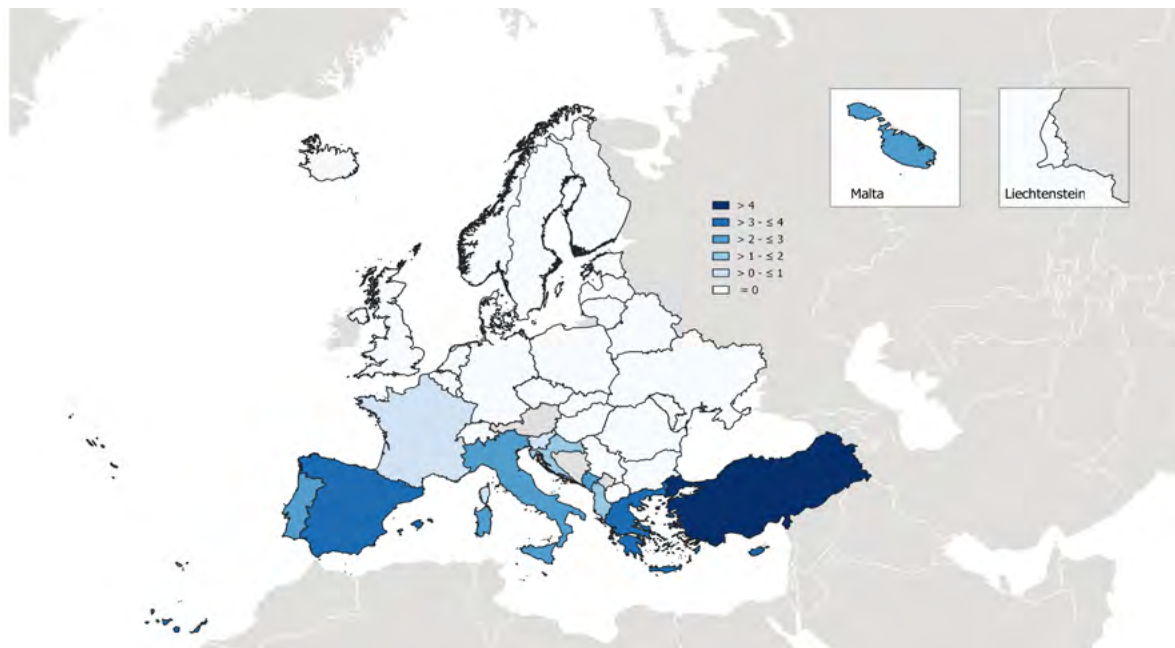 Malta
Liechtenstein
> 4
> 3 - ≤ 4
> 2 - ≤ 3
> 1 - ≤ 2
> 0 - ≤ 1
= 0